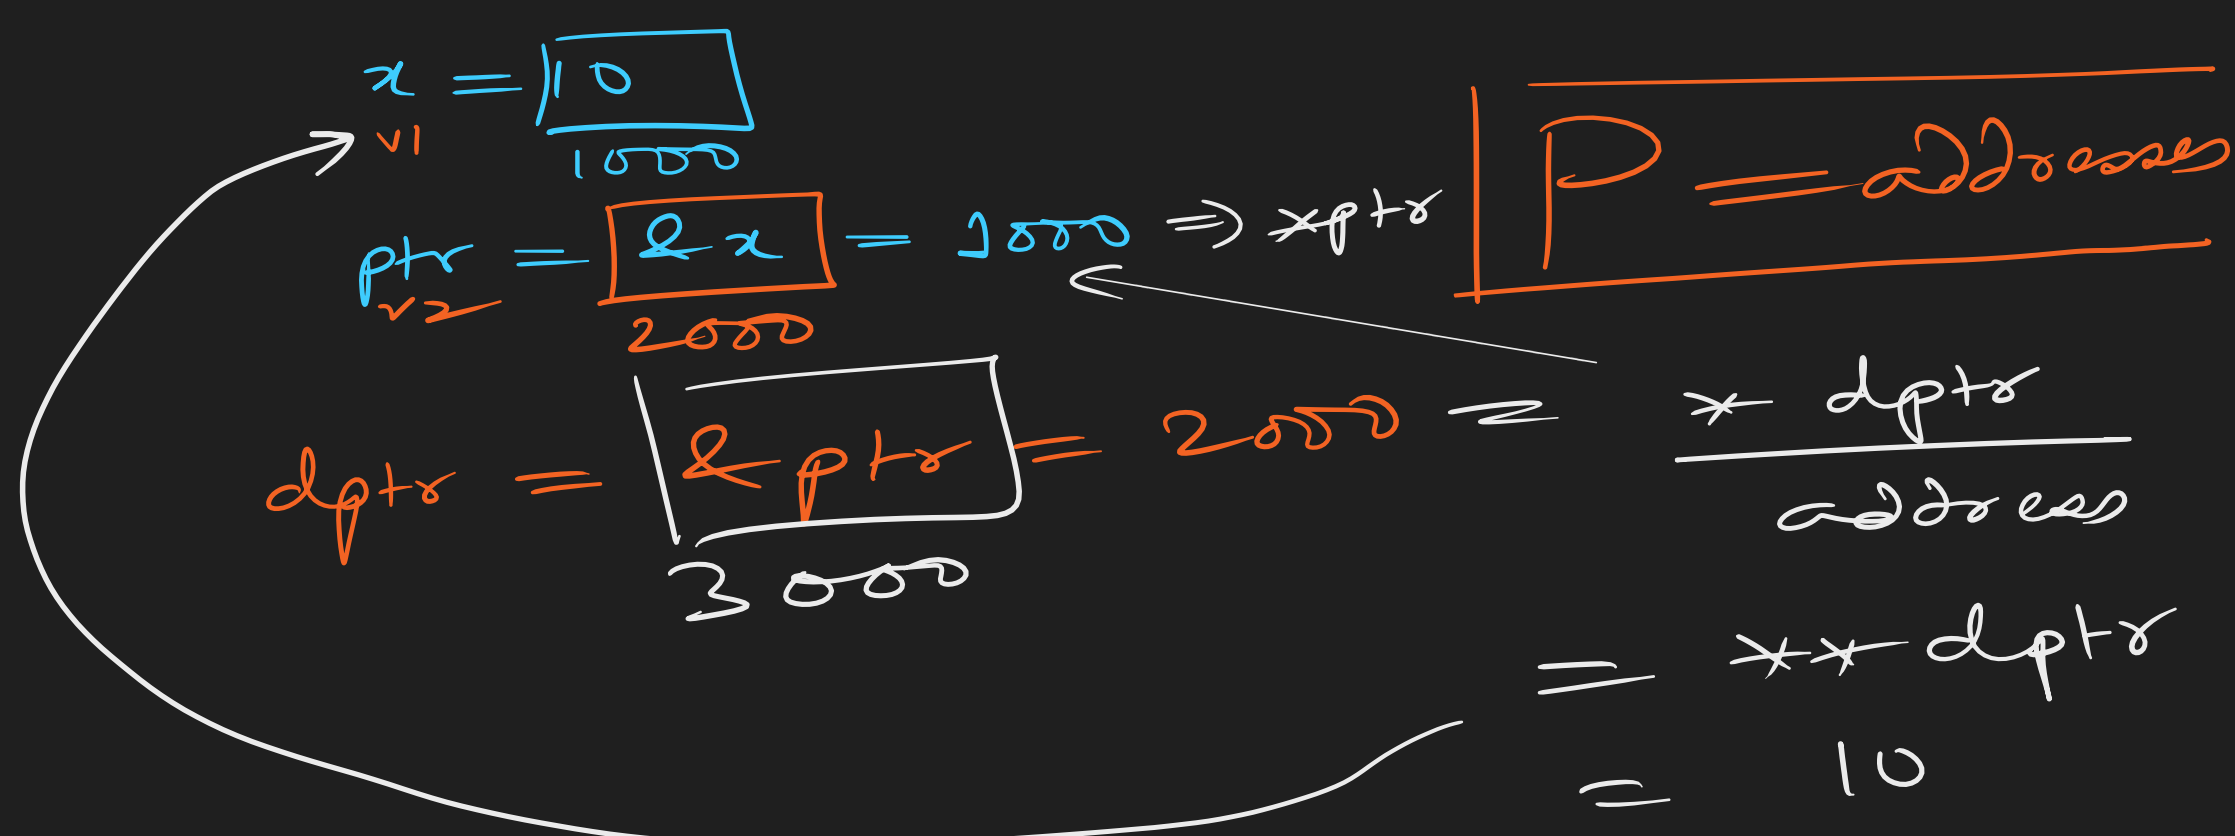 x = 10
v1
1000
P = addresses
ptr = &x = 1000 ⇒ *ptr
v2
2000
dptr = &ptr = 2000 = * dptr
address
3000
= **dptr
= 10